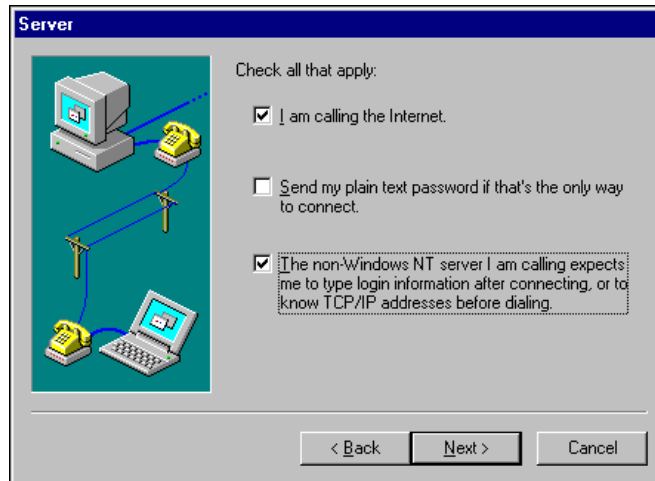 Server
Check all that apply:
I am calling the Internet.
Send my plain text password if that's the only way
to connect.
The non-Windows NT server I am calling expects
me to type login information after connecting, or to
know TCP/IP addresses before dialing.
< Back
Next >
Cancel